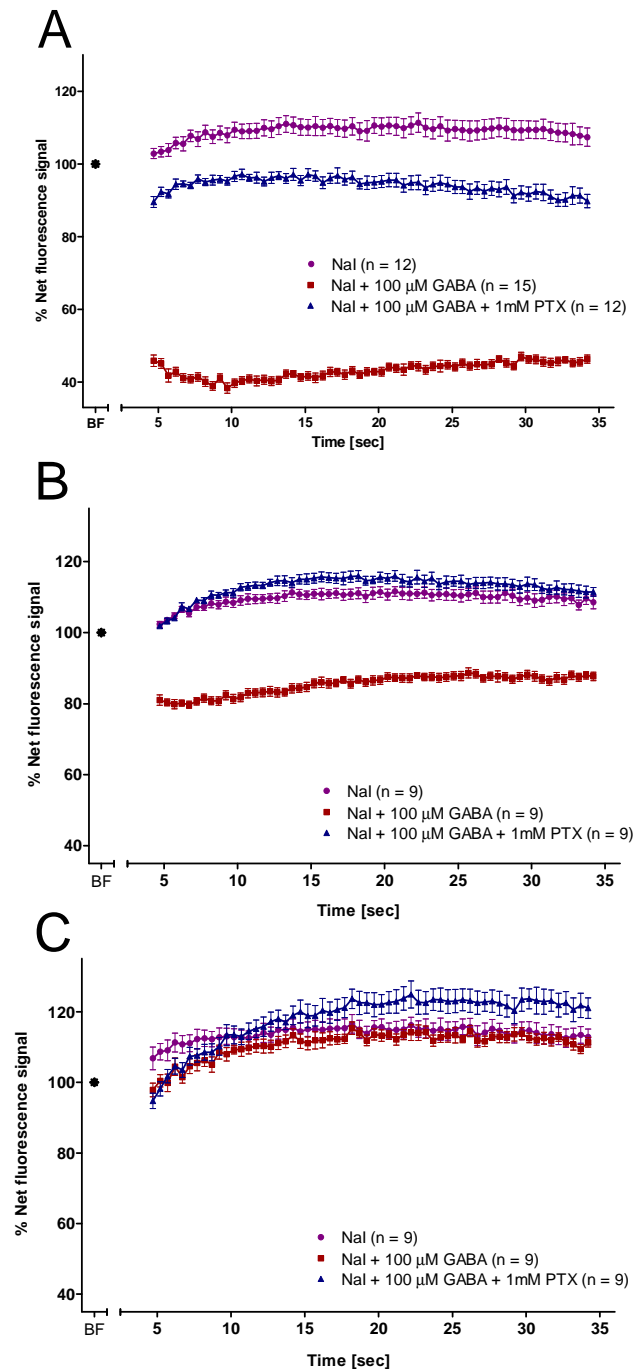 A
% Net fluorescence signal
120
100
80
60
40
NaI (n = 12)
NaI + 100 μM GABA (n = 15)
NaI + 100 μM GABA + 1mM PTX (n = 12)
BF 5 10 15 20 25 30 35
Time [sec]
B
% Net fluorescence signal
120
100
80
60
40
NaI (n = 9)
NaI + 100 μM GABA (n = 9)
NaI + 100 μM GABA + 1mM PTX (n = 9)
BF 5 10 15 20 25 30 35
Time [sec]
C
% Net fluorescence signal
120
100
80
60
40
NaI (n = 9)
NaI + 100 μM GABA (n = 9)
NaI + 100 μM GABA + 1mM PTX (n = 9)
BF 5 10 15 20 25 30 35
Time [sec]